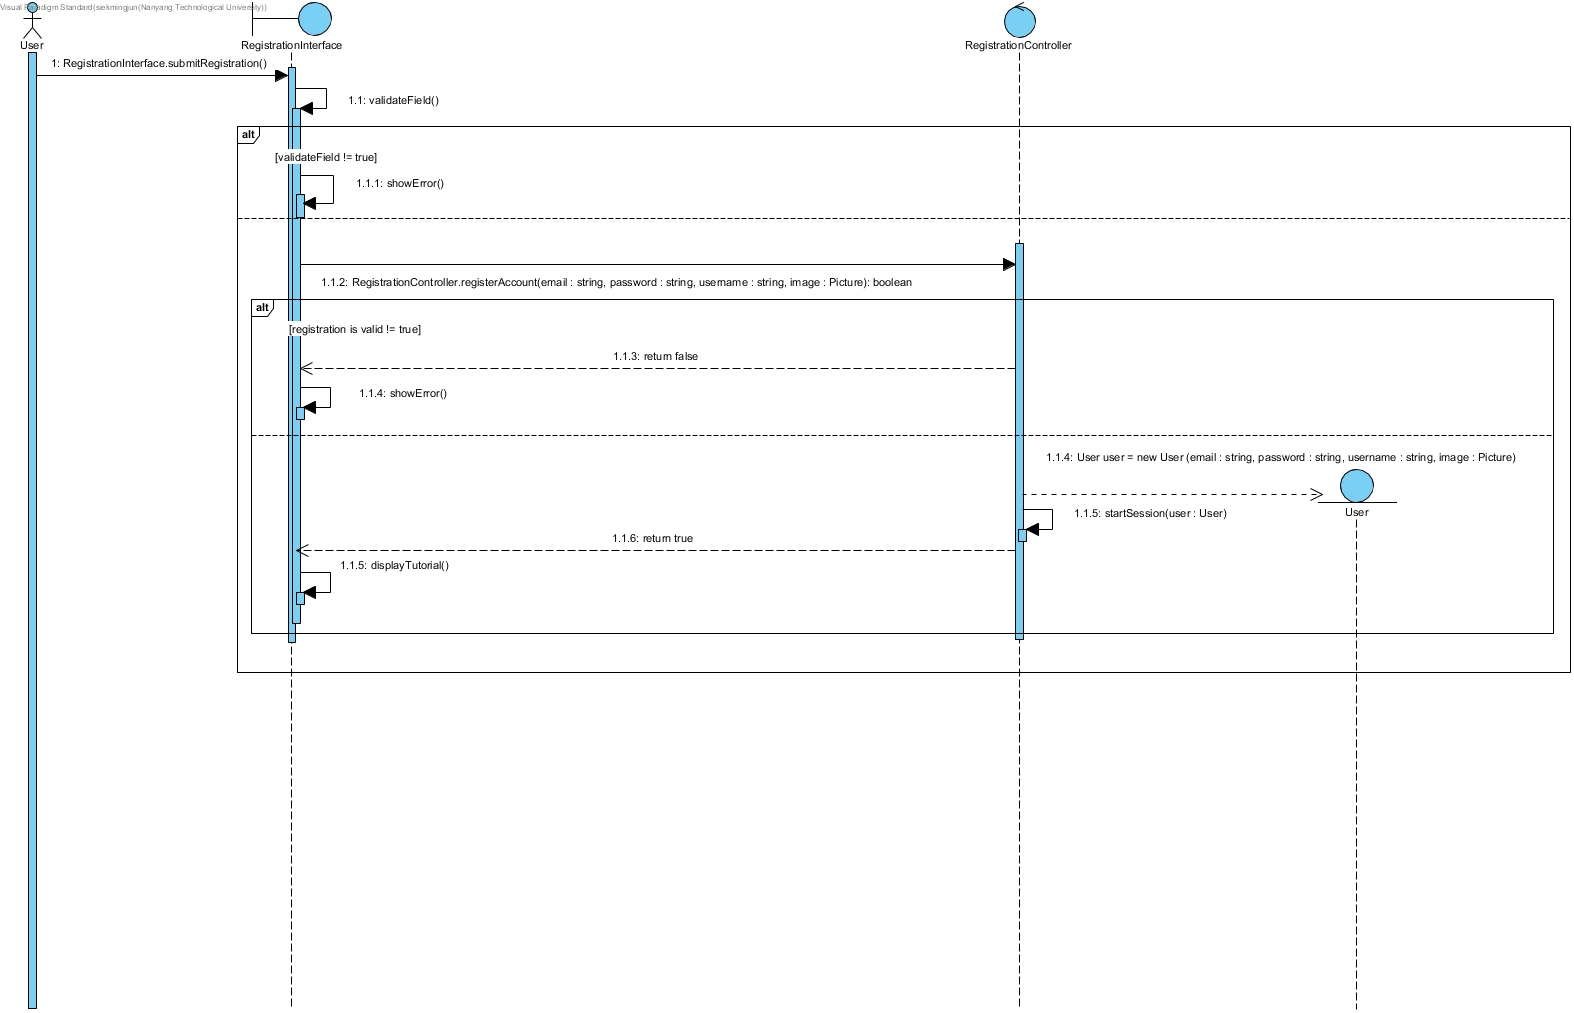 Visual Paradigm Standard(siekmingjun(Nanyang Technological University))
User
RegistrationInterface
RegistrationController
1: RegistrationInterface.submitRegistration()
1.1: validateField()
alt
[validateField != true]
1.1.1: showError()
1.1.2: RegistrationController.registerAccount(email : string, password : string, username : string, image : Picture): boolean
alt
[registration is valid != true]
1.1.3: return false
1.1.4: showError()
1.1.4: User user = new User (email : string, password : string, username : string, image : Picture)
User
1.1.5: startSession(user : User)
1.1.6: return true
1.1.5: displayTutorial()